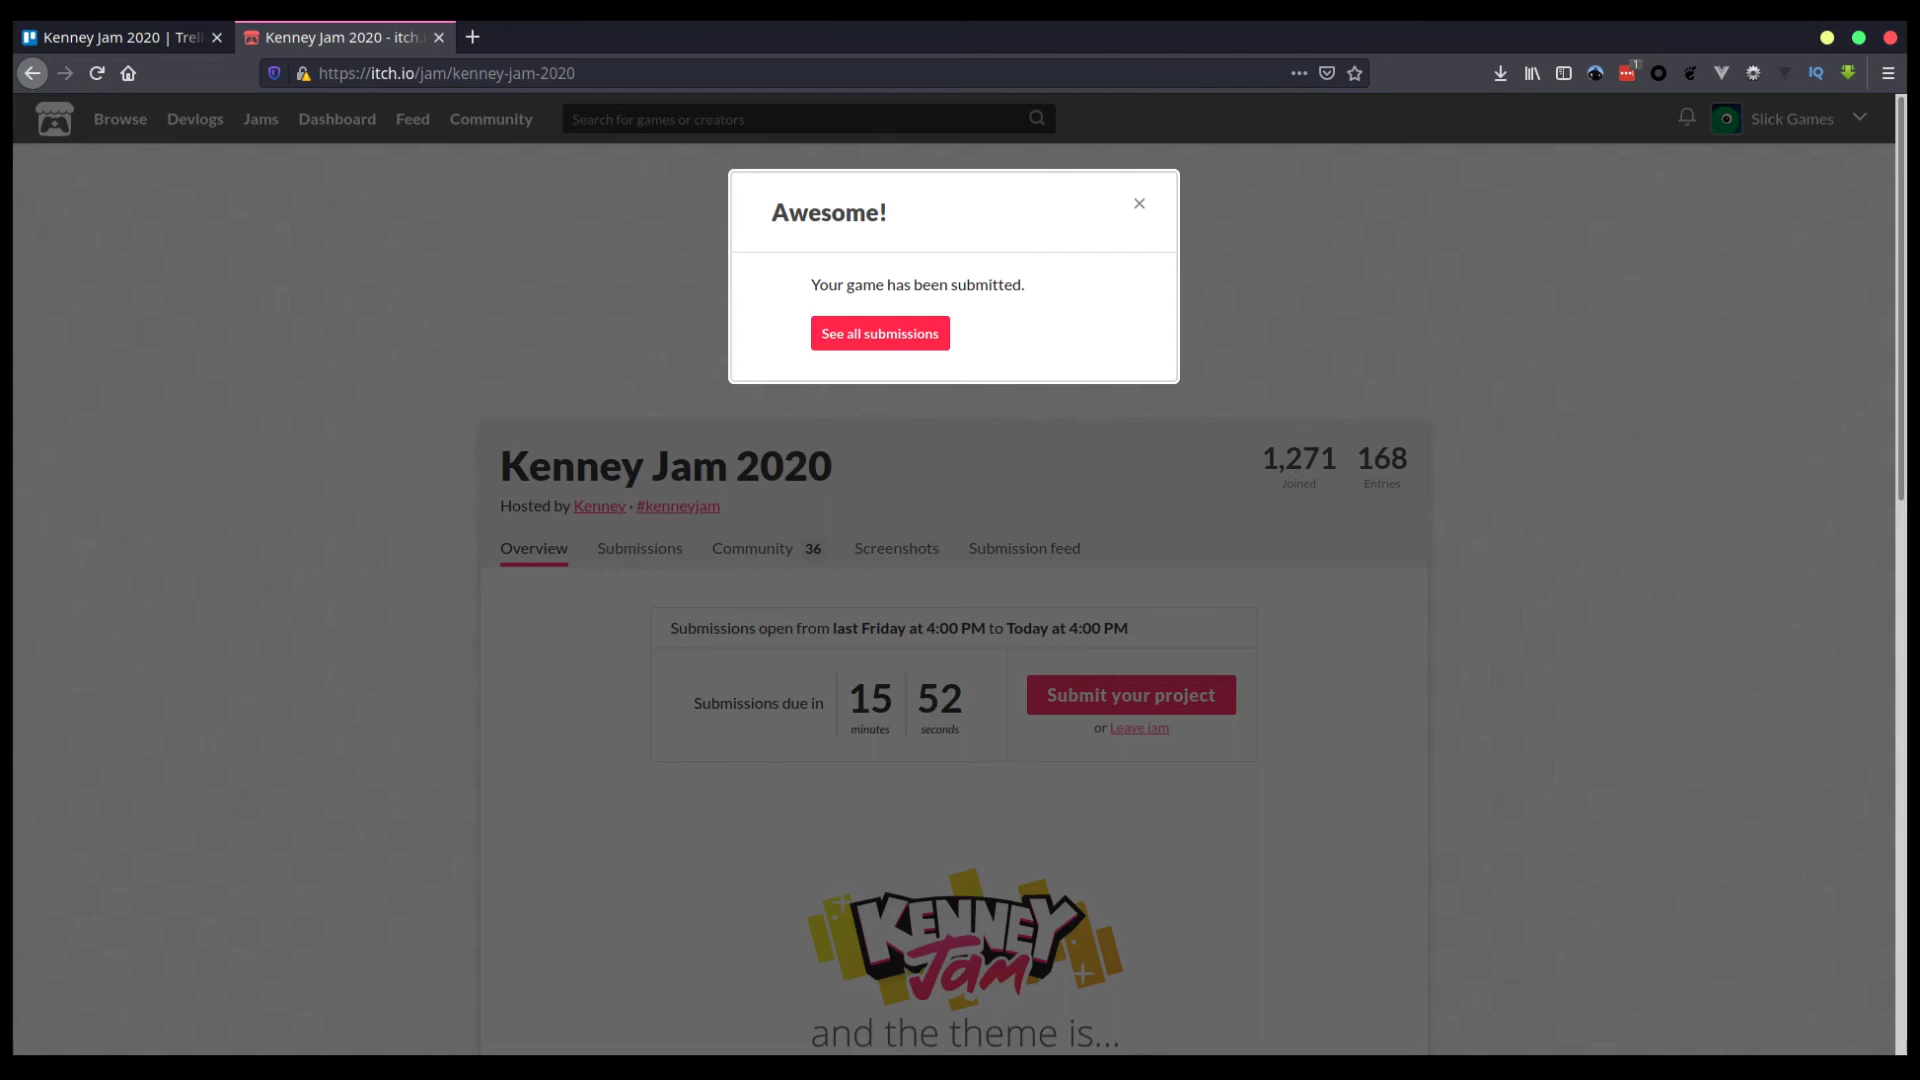 Kenney Jam 2020 | Trell
Kenney Jam 2020 - itch.i
https://itch.io/jam/kenney-jam-2020
1
IQ
Browse
Devlogs
Jams
Dashboard
Feed
Community
Search for games or creators
Slick Games
Awesome!
Your game has been submitted.
See all submissions
Kenney Jam 2020
1,271
168
Joined
Entries
Hosted by Kenney · #kenneyjam
Overview
Submissions
Community 36
Screenshots
Submission feed
Submissions open from last Friday at 4:00 PM to Today at 4:00 PM
Submissions due in
15
52
minutes
seconds
Submit your project
or Leave jam
KENNEY
Jam
and the theme is...